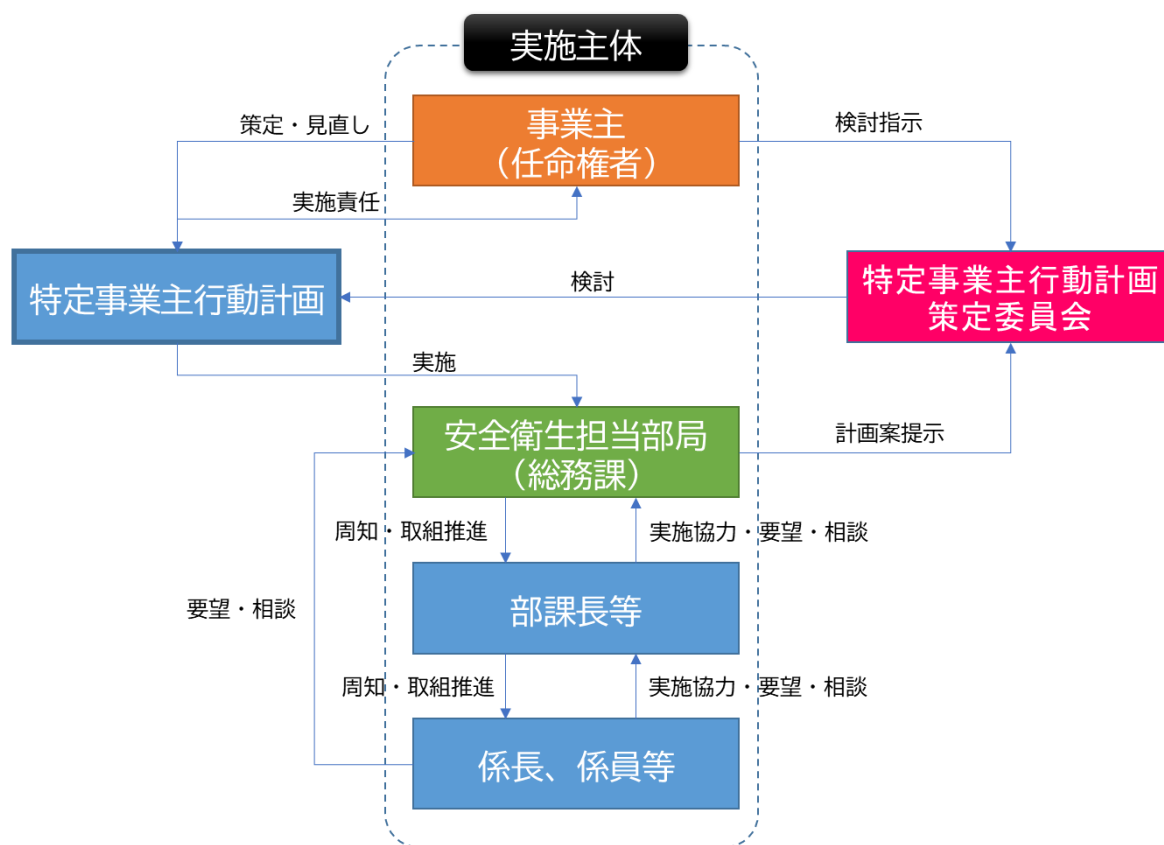 実施主体
事業主
（任命権者）
策定・見直し
検討指示
実施責任
特定事業主行動計画
検討
特定事業主行動計画
策定委員会
実施
安全衛生担当部局
（総務課）
計画案提示
周知・取組推進
実施協力・要望・相談
部課長等
要望・相談
周知・取組推進
実施協力・要望・相談
係長、係員等